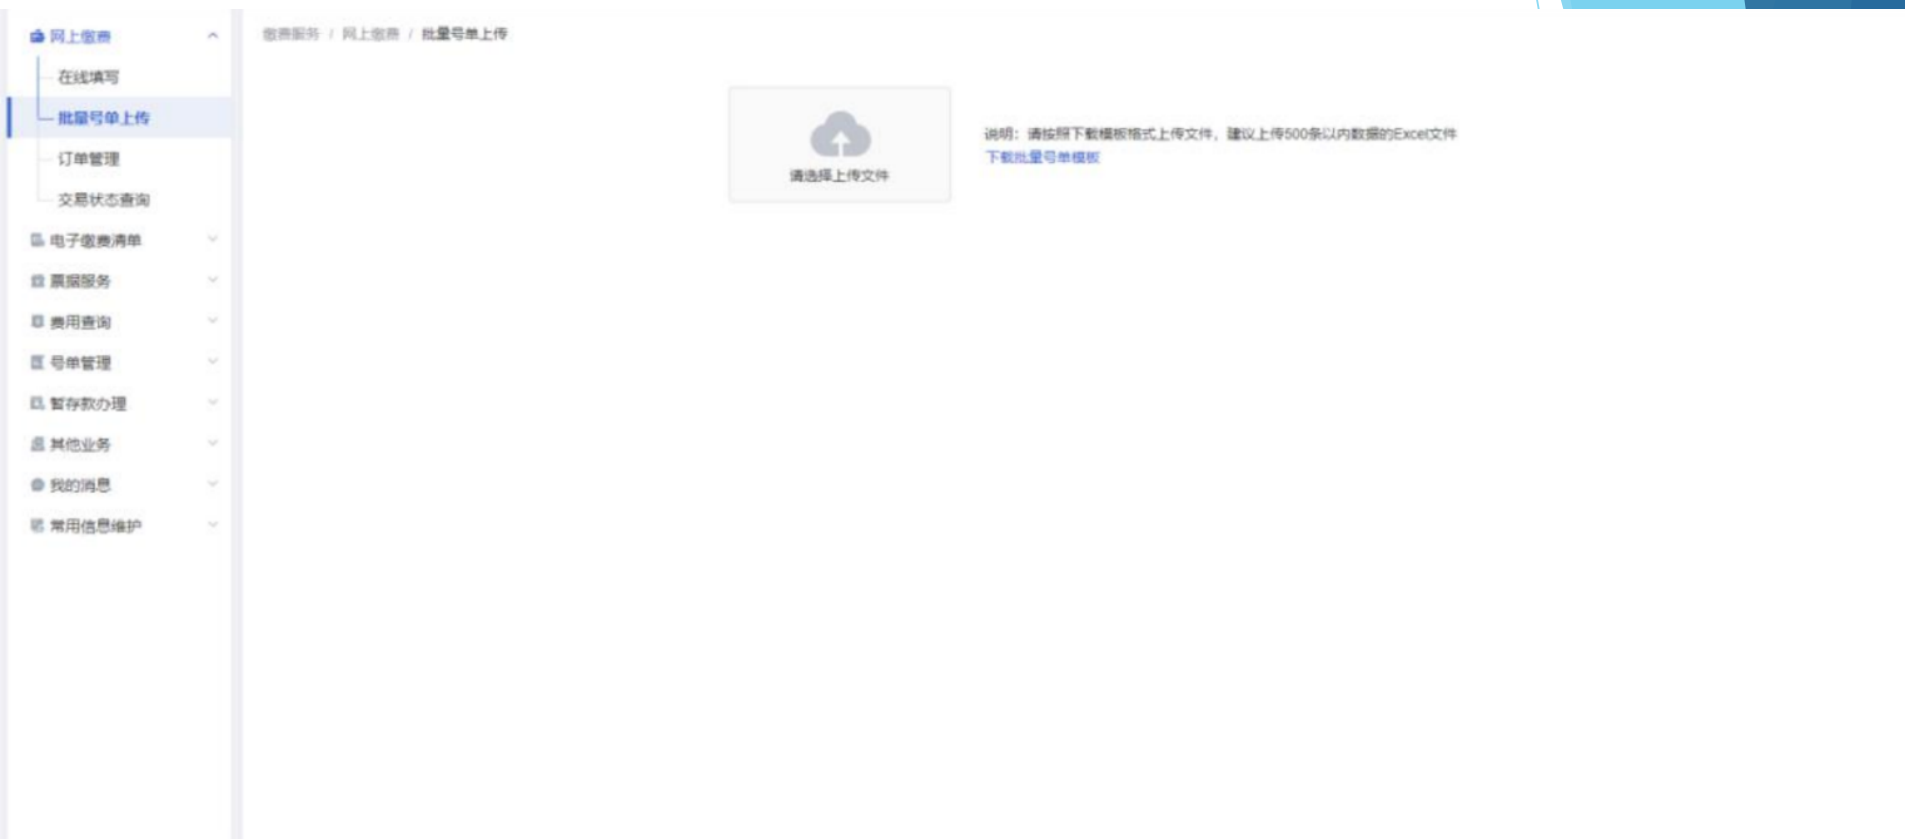 网上缴费
在线填写
批量号单上传
订单管理
交易状态查询
电子缴费清单
票据服务
费用查询
号单管理
暂存款办理
其他业务
我的消息
常用信息维护
缴费服务 / 网上缴费 / 批量号单上传
请选择上传文件
说明：请按照下载模板格式上传文件，建议上传500条以内数据的Excel文件
下载批量号单模板